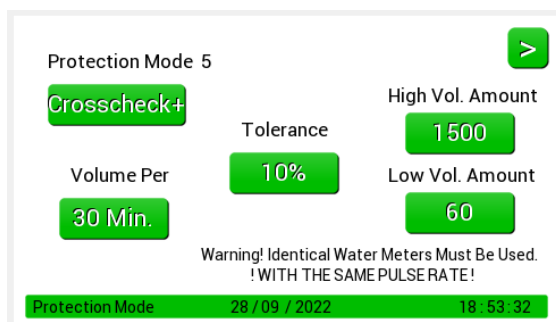 >
Protection Mode 5
Crosscheck+
High Vol. Amount
1500
Tolerance
10%
Volume Per
30 Min.
Low Vol. Amount
60
Warning! Identical Water Meters Must Be Used.
! WITH THE SAME PULSE RATE !
Protection Mode 28 / 09 / 2022 18 : 53 : 32